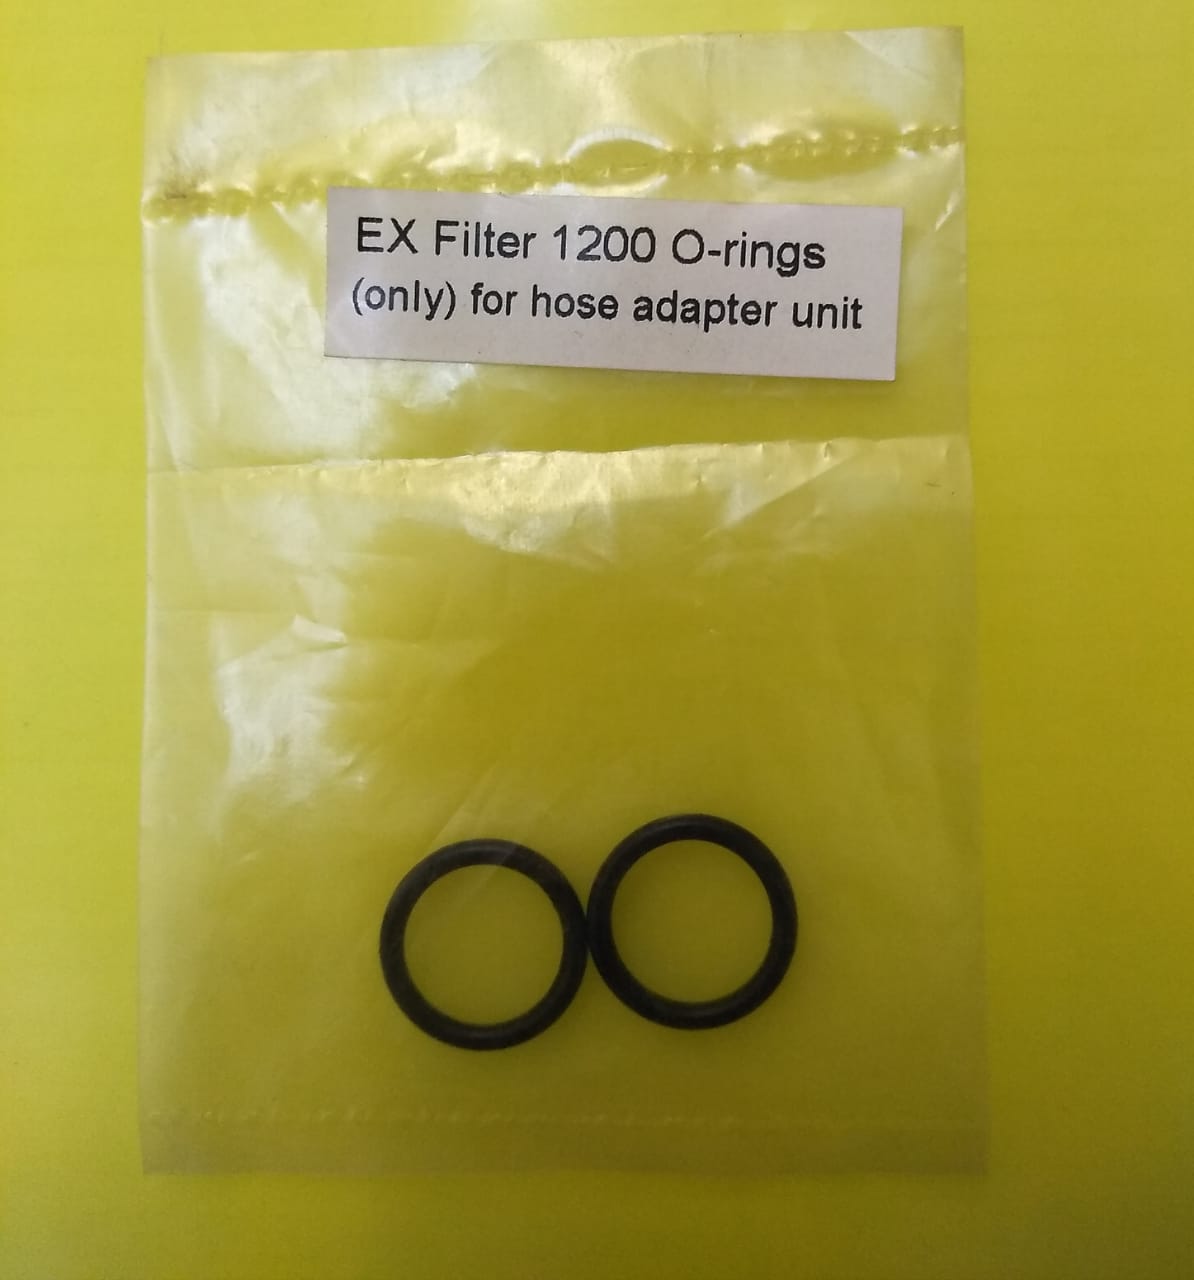 EX Filter 1200 O-rings
(only) for hose adapter unit